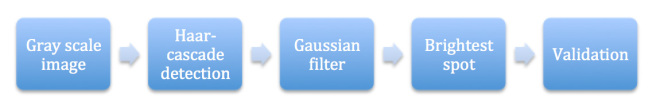 Gray scale
image
Haar-
cascade
detection
Gaussian
filter
Brightest
spot
Validation